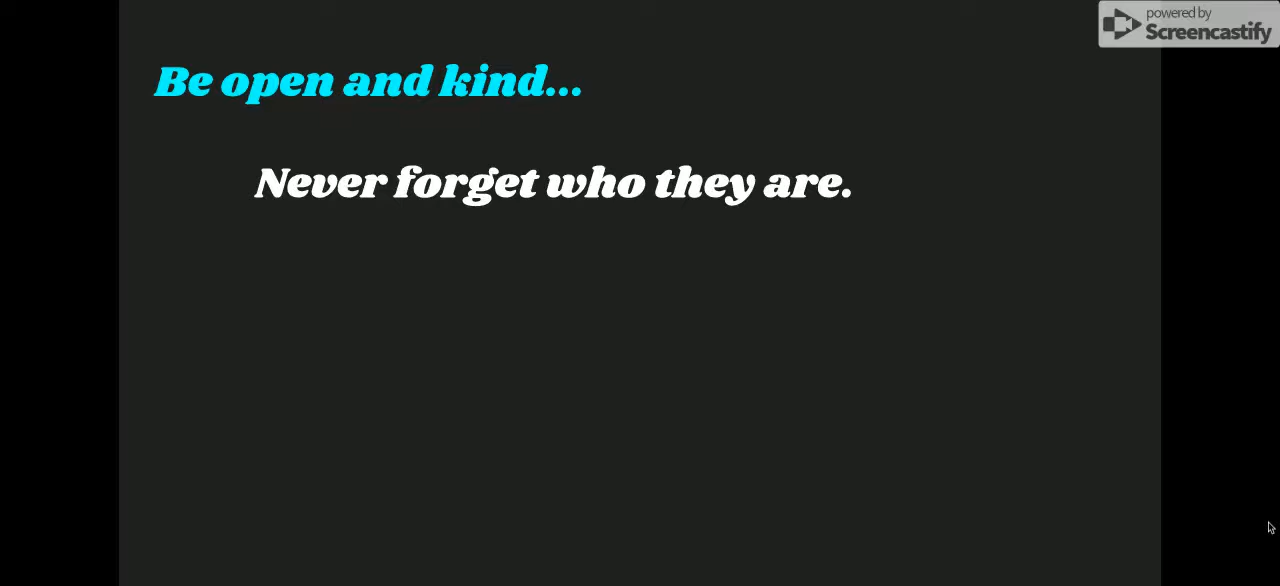 powered by
Screencastify
Be open and kind...
Never forget who they are.